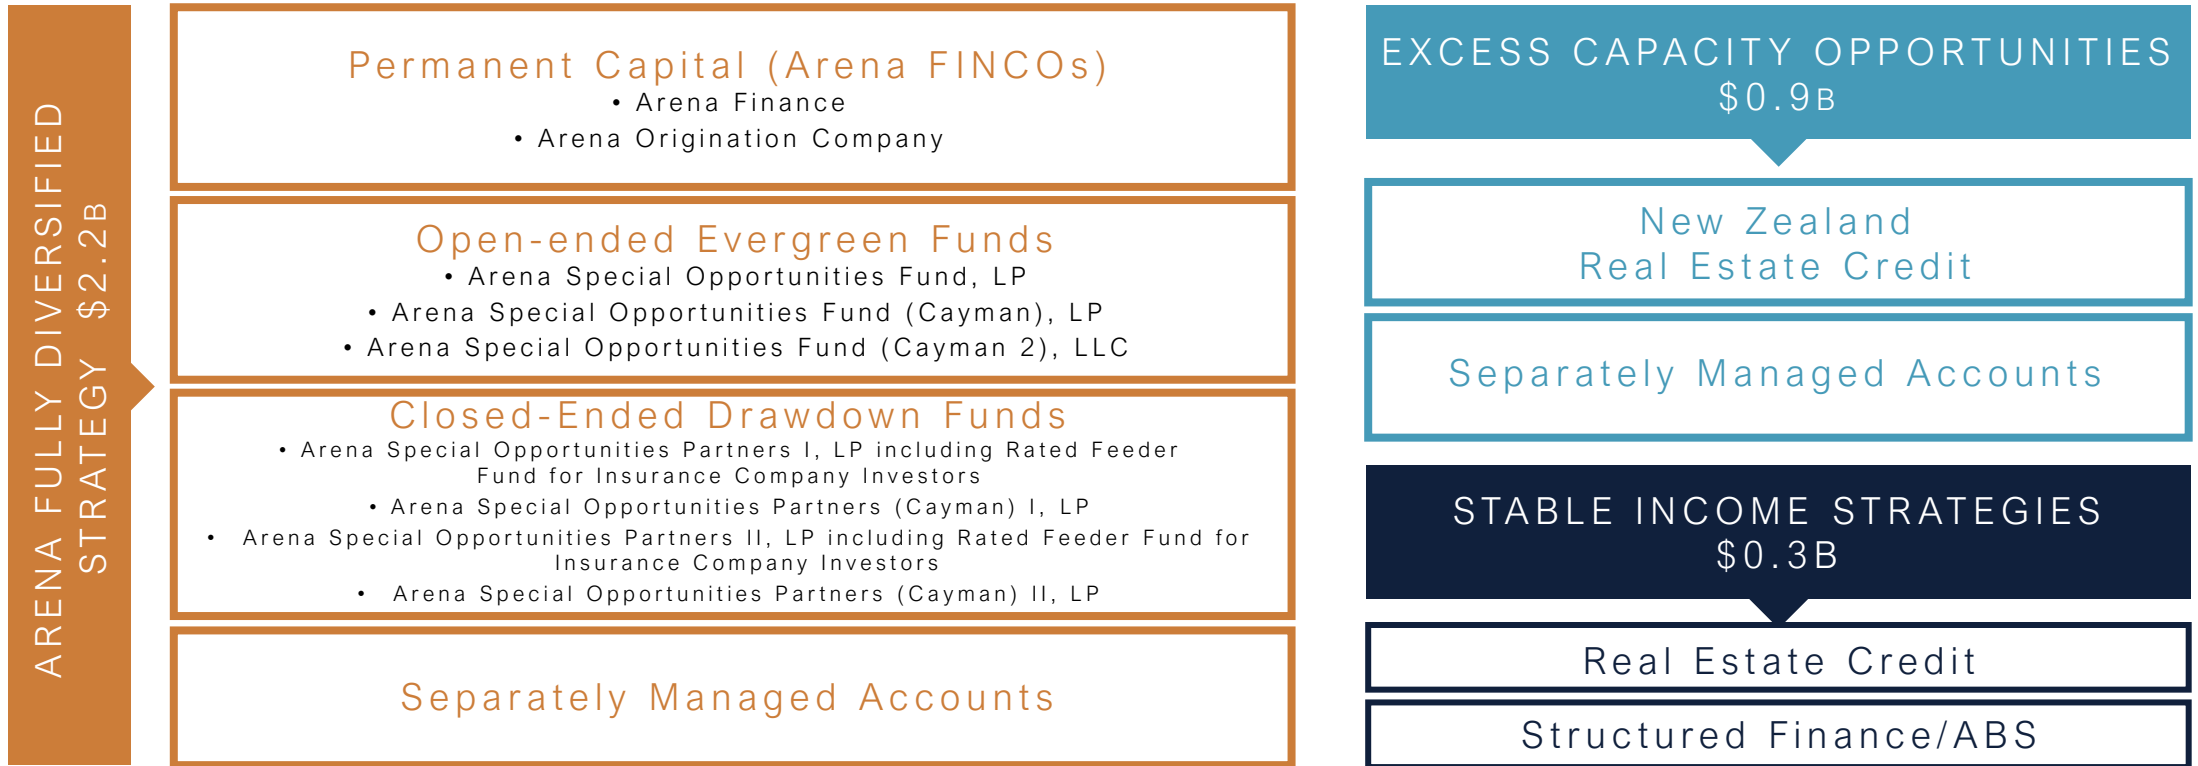 ARENA FULLY DIVERSIFIED
STRATEGY $2.2B
Permanent Capital (Arena FINCOs)
• Arena Finance
• Arena Origination Company
Open-ended Evergreen Funds
• Arena Special Opportunities Fund, LP
• Arena Special Opportunities Fund (Cayman), LP
• Arena Special Opportunities Fund (Cayman 2), LLC
Closed-Ended Drawdown Funds
• Arena Special Opportunities Partners I, LP including Rated Feeder
Fund for Insurance Company Investors
• Arena Special Opportunities Partners (Cayman) I, LP
• Arena Special Opportunities Partners II, LP including Rated Feeder Fund for
Insurance Company Investors
• Arena Special Opportunities Partners (Cayman) II, LP
Separately Managed Accounts
EXCESS CAPACITY OPPORTUNITIES
$0.9B
New Zealand
Real Estate Credit
Separately Managed Accounts
STABLE INCOME STRATEGIES
$0.3B
Real Estate Credit
Structured Finance/ABS